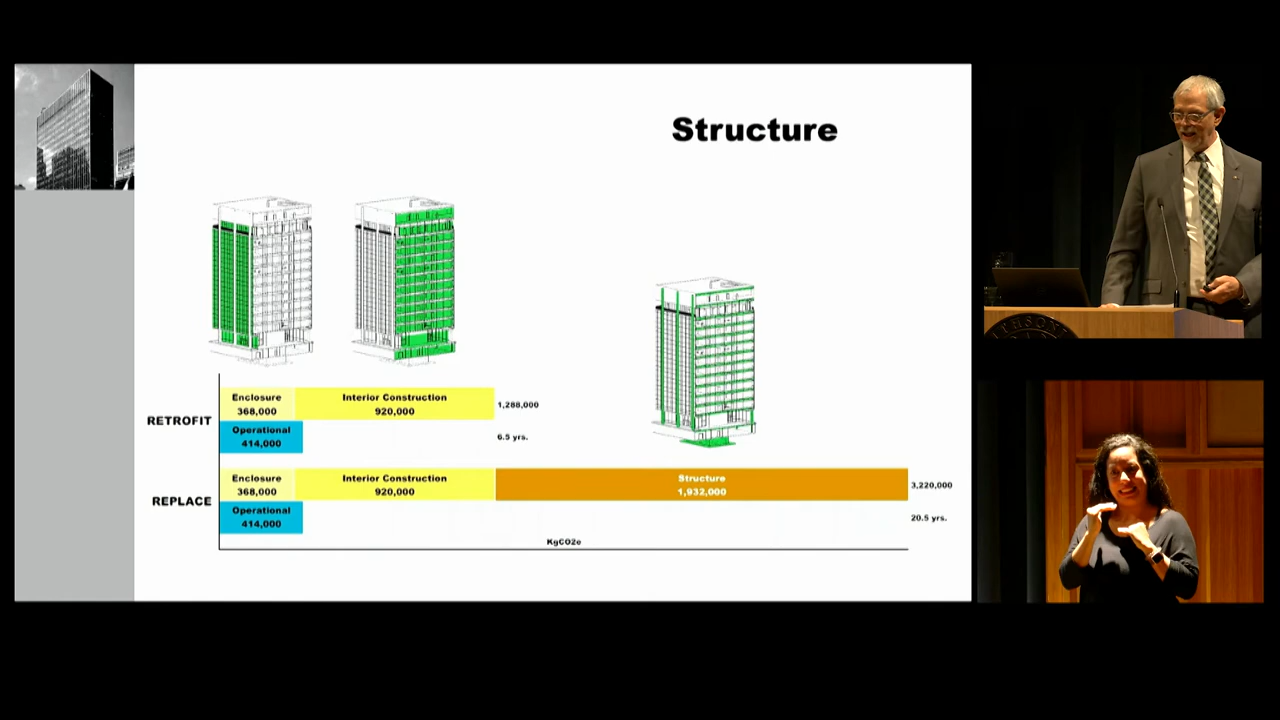 Structure
Enclosure
368,000
Interior Construction
920,000
1,288,000
RETROFIT
Operational
414,000
6.5 yrs.
Enclosure
368,000
Interior Construction
920,000
Structure
1,932,000
3,220,000
REPLACE
Operational
414,000
20.5 yrs.
KgCO2e